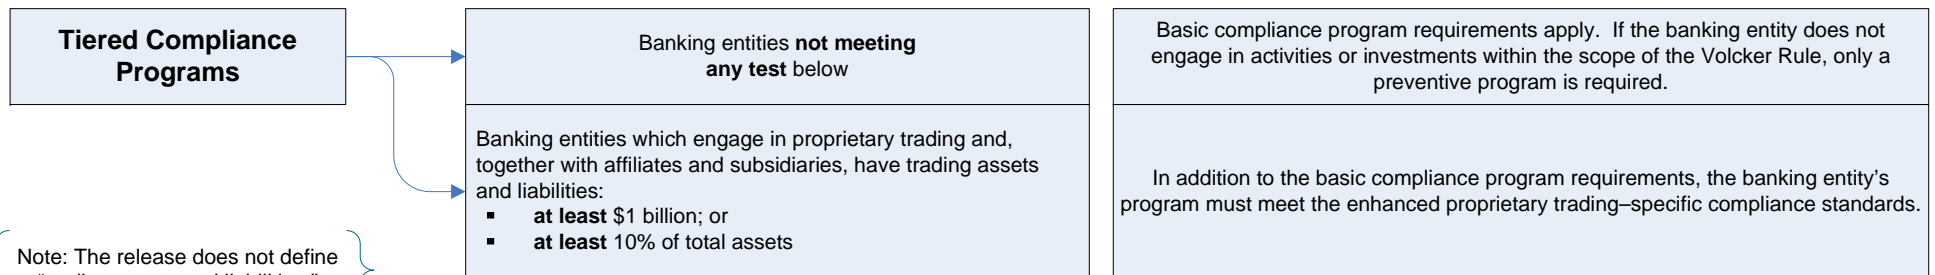 Tiered Compliance
Programs
Banking entities not meeting
any test below
Basic compliance program requirements apply.  If the banking entity does not
engage in activities or investments within the scope of the Volcker Rule, only a
preventive program is required.
Banking entities which engage in proprietary trading and,
together with affiliates and subsidiaries, have trading assets
and liabilities:
▪ at least $1 billion; or
▪ at least 10% of total assets
In addition to the basic compliance program requirements, the banking entity’s
program must meet the enhanced proprietary trading–specific compliance standards.
Note: The release does not define